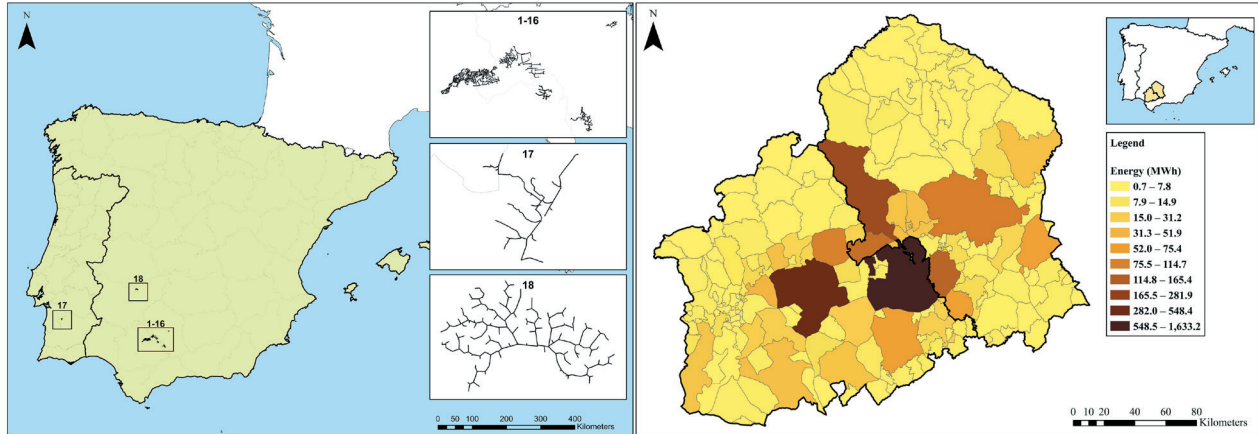 N
1-16
17
18
18
17
1-16
0 50 100 200 300 400
Kilometers
N
Legend
Energy (MWh)
0.7 – 7.8
7.9 – 14.9
15.0 – 31.2
31.3 – 51.9
52.0 – 75.4
75.5 – 114.7
114.8 – 165.4
165.5 – 281.9
282.0 – 548.4
548.5 – 1,633.2
0 10 20 40 60 80
Kilometers